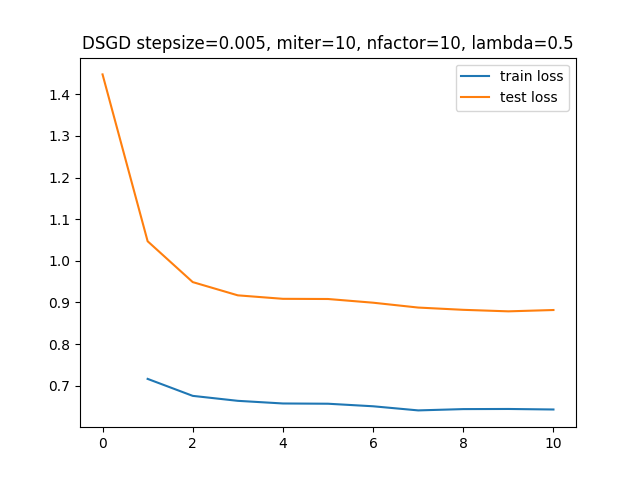 DSGD stepsize=0.005, miter=10, nfactor=10, lambda=0.5
train loss
test loss
1.4
1.3
1.2
1.1
1.0
0.9
0.8
0.7
0 2 4 6 8 10